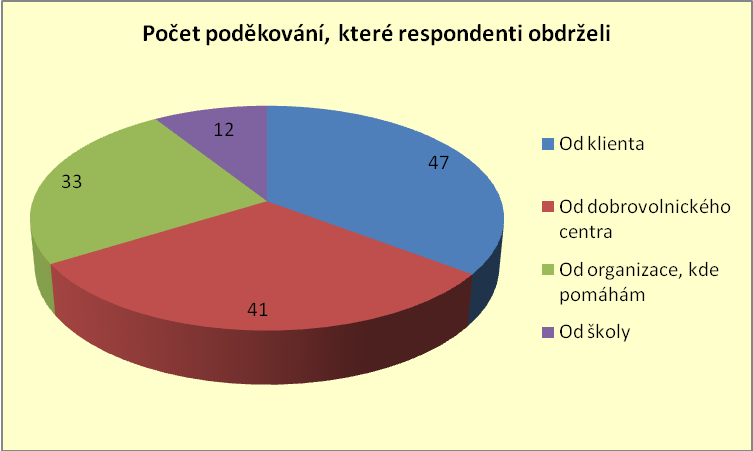 Počet poděkování, které respondenti obdrželi
12
47
33
41
Od klienta
Od dobrovolnického
centra
Od organizace, kde
pomáhám
Od školy